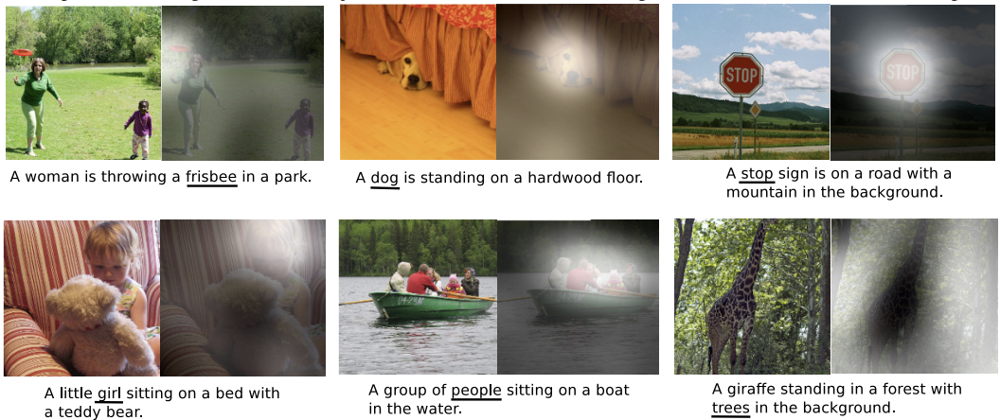 A woman is throwing a frisbee in a park.
A dog is standing on a hardwood floor.
STOP
STOP
A stop sign is on a road with a
mountain in the background.
A little girl sitting on a bed with
a teddy bear.
A group of people sitting on a boat
in the water.
A giraffe standing in a forest with
trees in the background.